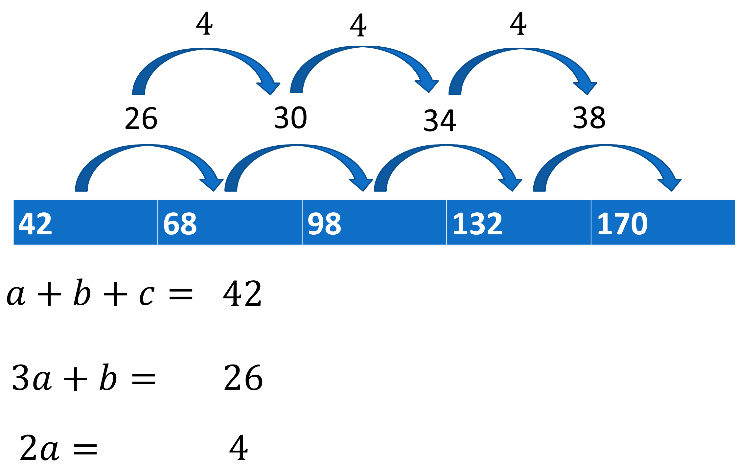 4 4 4
26 30 34 38
42 68 98 132 170
a + b + c = 42
3a + b = 26
2a = 4